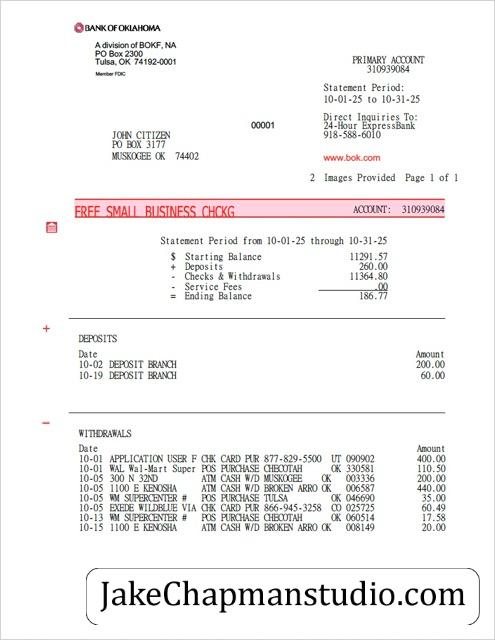 BANK OF OKLAHOMA
A division of BOKF, NA
PO Box 2300
Tulsa, OK 74192-0001
Member FDIC
PRIMARY ACCOUNT
310939084
Statement Period:
10-01-25 to 10-31-25
Direct Inquiries To:
24-Hour ExpressBank
918-588-6010
00001
JOHN CITIZEN
PO BOX 3177
MUSKOGEE OK 74402
www.bok.com
2 Images Provided Page 1 of 1
FREE SMALL BUSINESS CHCKG ACCOUNT: 310939084
Statement Period from 10-01-25 through 10-31-25
$ Starting Balance 11291.57
+ Deposits 260.00
- Checks & Withdrawals 11364.80
- Service Fees .00
= Ending Balance 186.77
+
DEPOSITS
Date Amount
10-02 DEPOSIT BRANCH 200.00
10-19 DEPOSIT BRANCH 60.00
−
WITHDRAWALS
Date Amount
10-01 APPLICATION USER F CHK CARD PUR 877-829-5500 UT 090902 400.00
10-01 WAL Wal-Mart Super POS PURCHASE CHECOTAH OK 330581 110.50
10-05 300 N 32ND ATM CASH W/D MUSKOGEE OK 003336 200.00
10-05 1100 E KENOSHA ATM CASH W/D BROKEN ARRO OK 006587 440.00
10-05 WM SUPERCENTER # POS PURCHASE TULSA OK 046690 35.00
10-05 EXEDE WILDBLUE VIA CHK CARD PUR 866-945-3258 CO 025725 60.49
10-13 WM SUPERCENTER # POS PURCHASE CHECOTAH OK 060514 17.58
10-15 1100 E KENOSHA ATM CASH W/D BROKEN ARRO OK 008149 20.00
JakeChapmanstudio.com